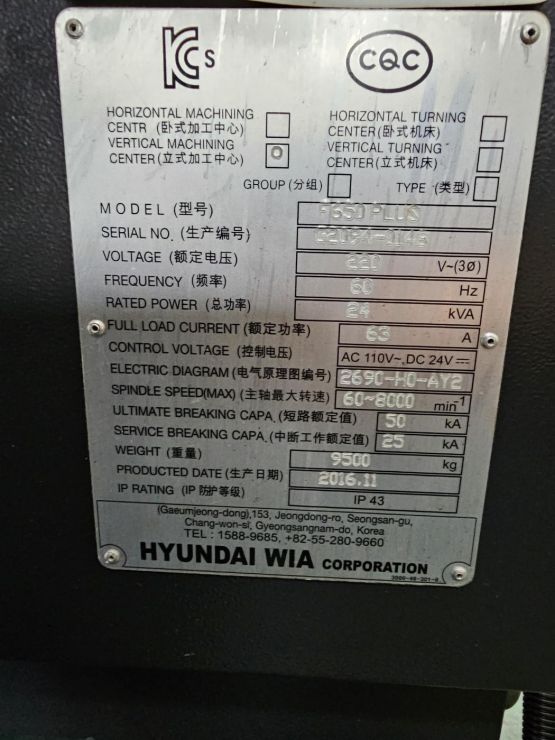 KCs
CQC
HORIZONTAL MACHINING
CENTR (卧式加工中心)
VERTICAL MACHINING
CENTER (立式加工中心)
HORIZONTAL TURNING
CENTER(卧式机床)
VERTICAL TURNING
CENTER(立式机床)
GROUP(分组) TYPE (类型)
MODEL (型号) F650 PLUS
SERIAL NO. (生产编号)
VOLTAGE (额定电压) 220 V~(3Ø)
FREQUENCY (频率) 60 Hz
RATED POWER (总功率) 24 kVA
FULL LOAD CURRENT(额定功率) 63 A
CONTROL VOLTAGE (控制电压) AC 110V~,DC 24V⎓
ELECTRIC DIAGRAM(电气原理图编号) 2690-H0-AY2
SPINDLE SPEED(MAX) (主轴最大转速) 60~8000 min⁻¹
ULTIMATE BREAKING CAPA.(短路额定值) 50 kA
SERVICE BREAKING CAPA.(中断工作额定值) 25 kA
WEIGHT (重量) 9500 kg
PRODUCTED DATE (生产日期) 2016.11
IP RATING (IP 防护等级) IP 43
(Gaeumjeong-dong),153, Jeongdong-ro, Seongsan-gu,
Chang-won-si, Gyeongsangnam-do, Korea
TEL : 1588-9685, +82-55-280-9660
HYUNDAI WIA CORPORATION